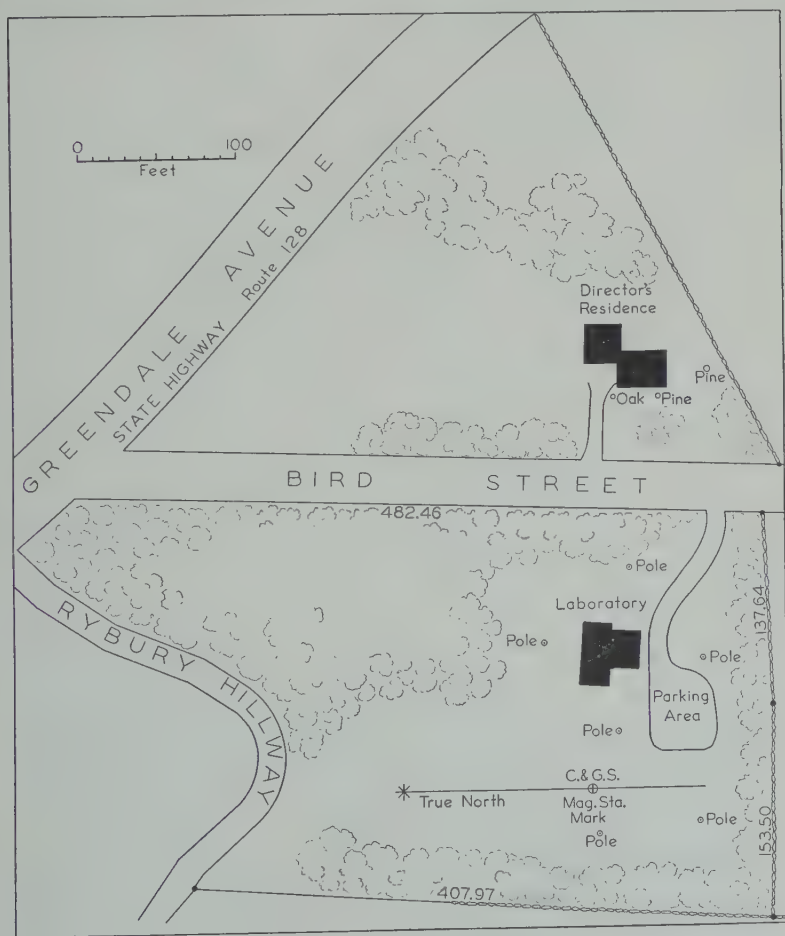 0 100
Feet
GREENDALE AVENUE
STATE HIGHWAY Route 128
Director's
Residence
Pine
Oak Pine
BIRD STREET
482.46
Pole
Laboratory
137.64
Pole
Pole
RYBURY HILLWAY
Parking
Area
Pole
C.&G.S.
True North
Mag. Sta.
Mark
Pole
Pole
153.50
407.97